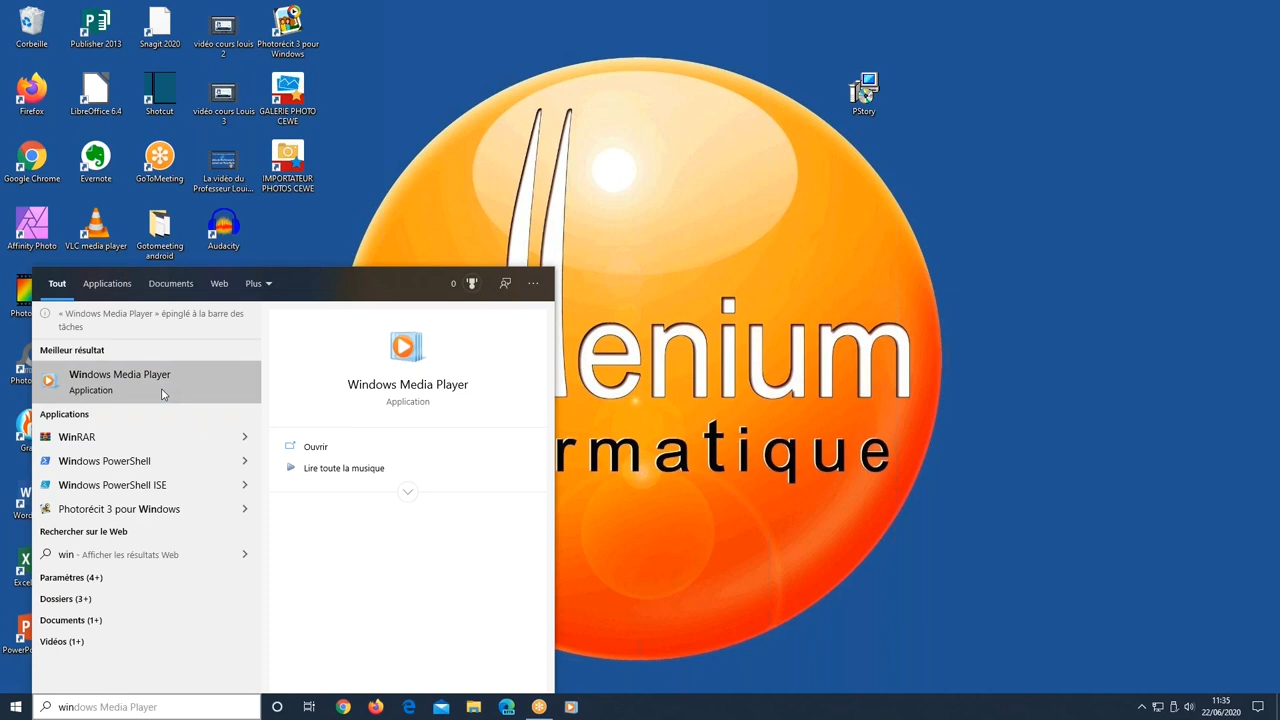 Corbeille
Publisher 2013
Snagit 2020
vidéo cours louis
2
Photorécit 3 pour
Windows
Firefox
LibreOffice 6.4
Shotcut
vidéo cours Louis
3
GALERIE PHOTO
CEWE
PStory
Google Chrome
Evernote
GoToMeeting
La vidéo du
Professeur Loui...
IMPORTATEUR
PHOTOS CEWE
Affinity Photo
VLC media player
Gotomeeting
android
Audacity
Tout
Applications
Documents
Web
Plus
0
« Windows Media Player » épinglé à la barre des
tâches
Meilleur résultat
Windows Media Player
Application
Applications
WinRAR
Windows PowerShell
Windows PowerShell ISE
Photorécit 3 pour Windows
Rechercher sur le Web
win - Afficher les résultats Web
Paramètres (4+)
Dossiers (3+)
Documents (1+)
Vidéos (1+)
Windows Media Player
Application
Ouvrir
Lire toute la musique
enium
rmatique
windows Media Player
11:35
22/06/2020